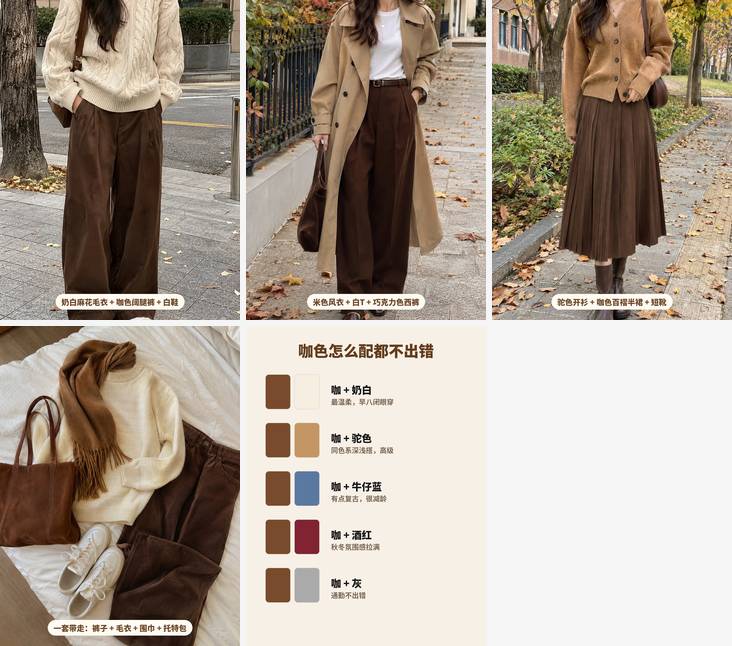 奶白麻花毛衣 + 咖色阔腿裤 + 白鞋
米色风衣 + 白T + 巧克力色西裤
驼色开衫 + 咖色百褶半裙 + 短靴
一套带走：裤子 + 毛衣 + 围巾 + 托特包
咖色怎么配都不出错
咖 + 奶白
最温柔，早八闭眼穿
咖 + 驼色
同色系深浅搭，高级
咖 + 牛仔蓝
有点复古，很减龄
咖 + 酒红
秋冬氛围感拉满
咖 + 灰
通勤不出错